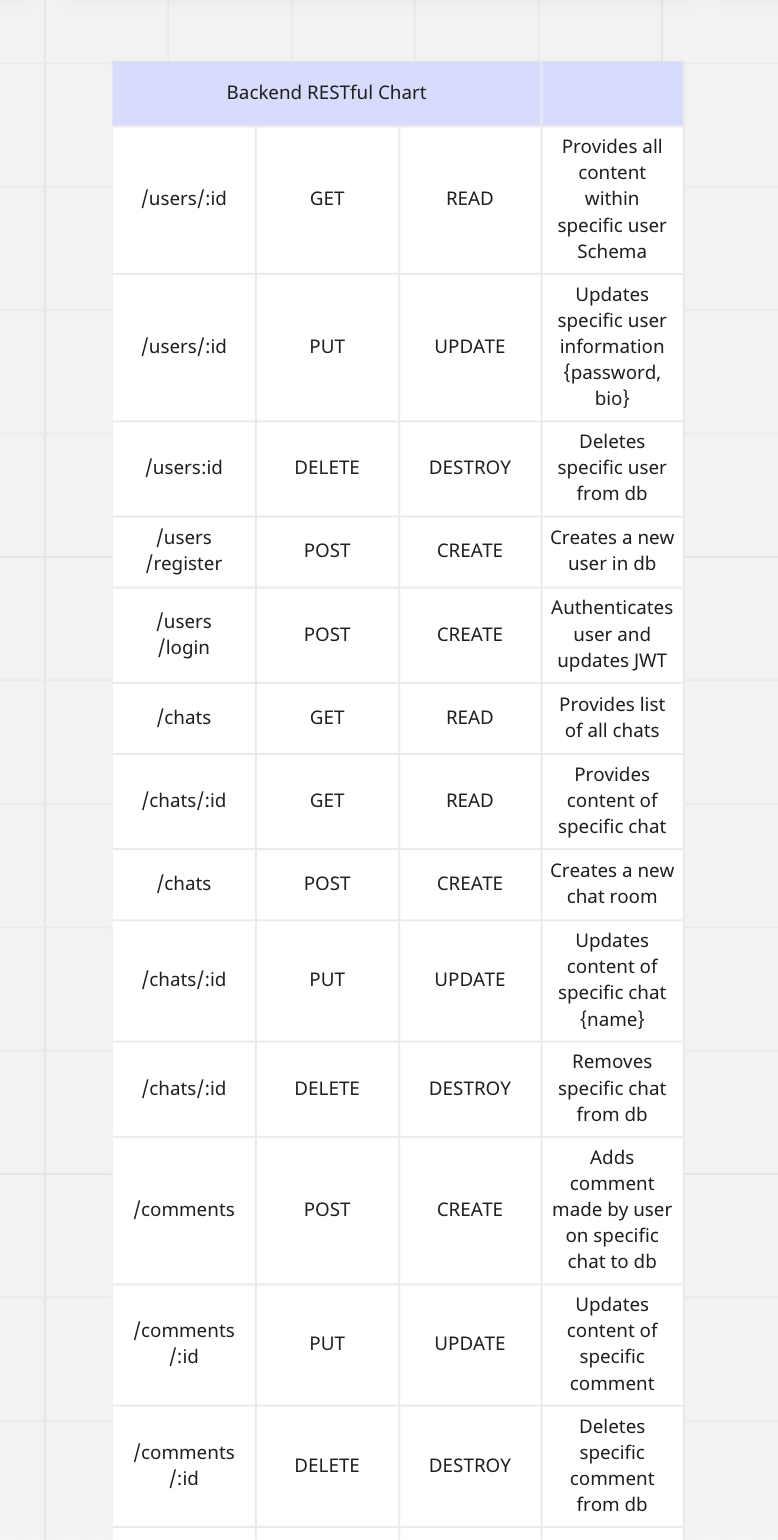 Backend RESTful Chart
/users/:id
GET
READ
Provides all
content
within
specific user
Schema
/users/:id
PUT
UPDATE
Updates
specific user
information
{password,
bio}
/users:id
DELETE
DESTROY
Deletes
specific user
from db
/users
/register
POST
CREATE
Creates a new
user in db
/users
/login
POST
CREATE
Authenticates
user and
updates JWT
/chats
GET
READ
Provides list
of all chats
/chats/:id
GET
READ
Provides
content of
specific chat
/chats
POST
CREATE
Creates a new
chat room
/chats/:id
PUT
UPDATE
Updates
content of
specific chat
{name}
/chats/:id
DELETE
DESTROY
Removes
specific chat
from db
/comments
POST
CREATE
Adds
comment
made by user
on specific
chat to db
/comments
/:id
PUT
UPDATE
Updates
content of
specific
comment
/comments
/:id
DELETE
DESTROY
Deletes
specific
comment
from db